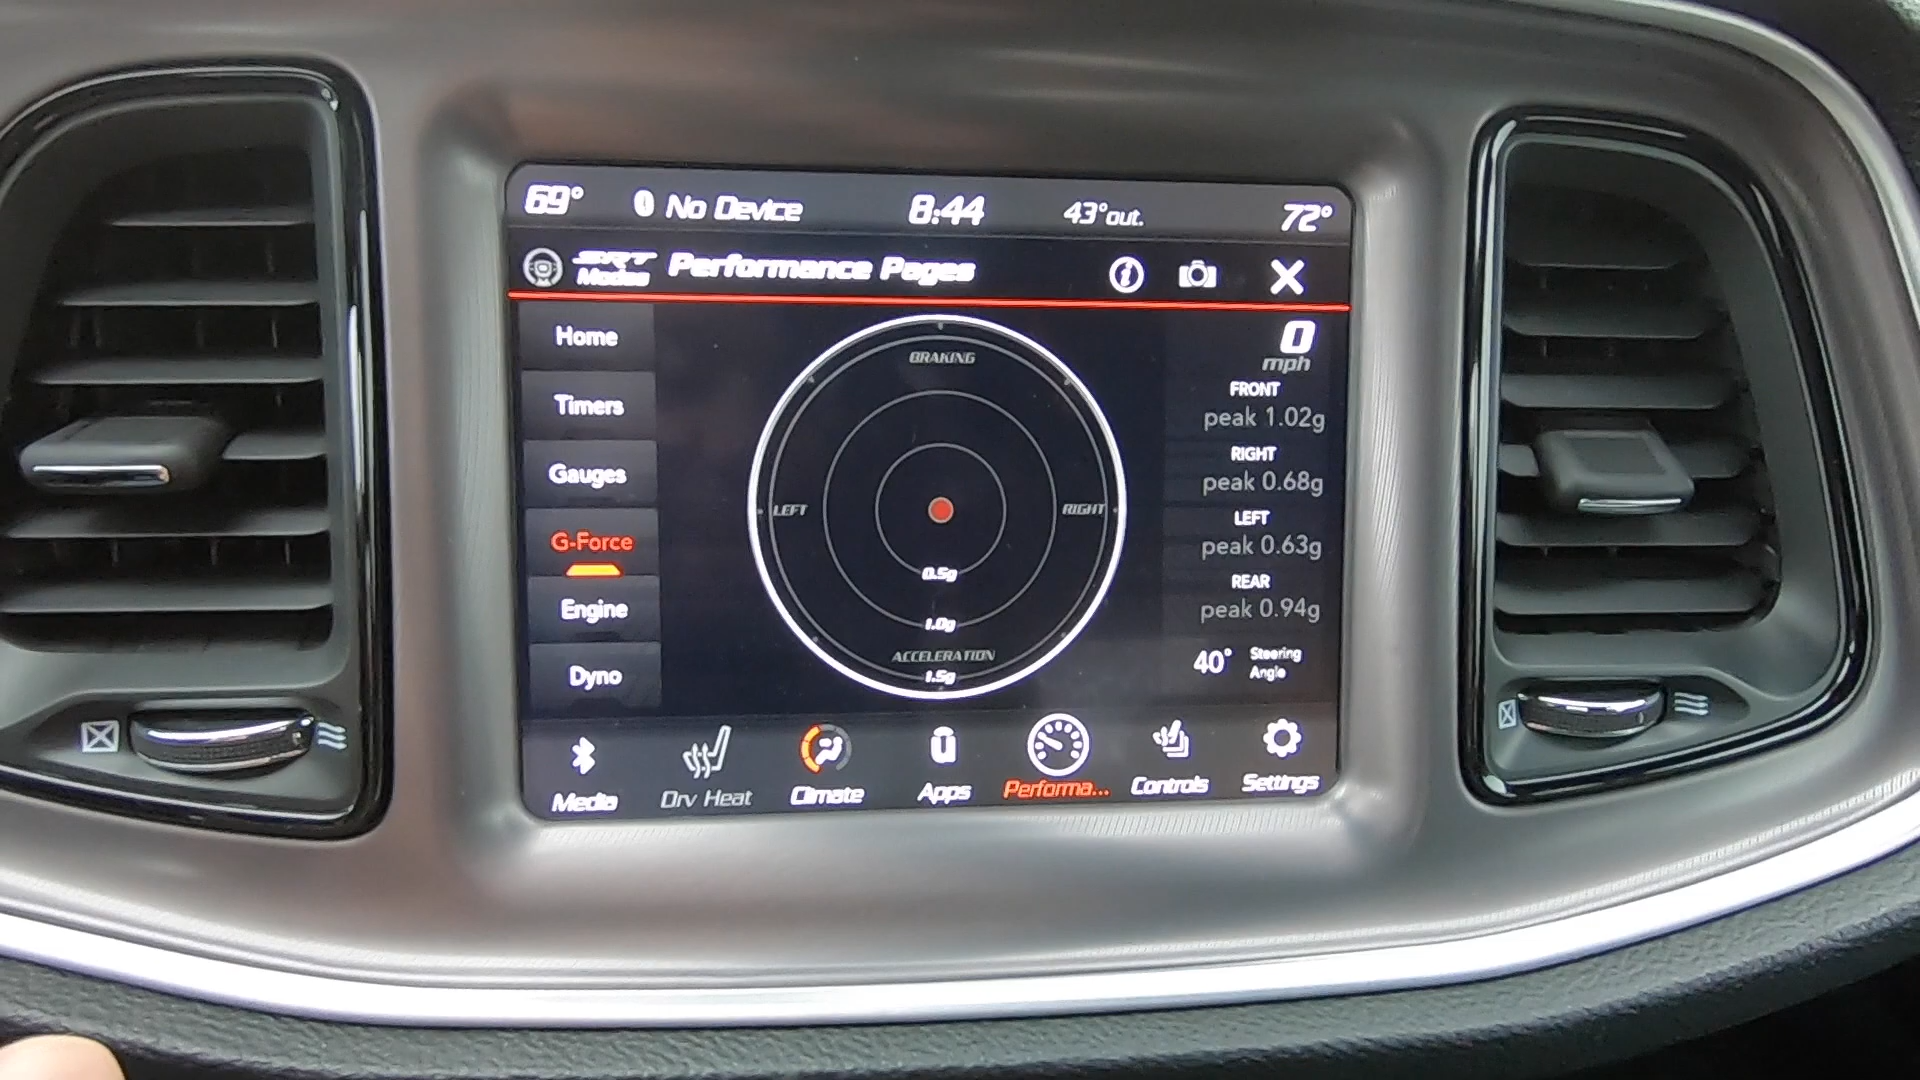 69° No Device 8:44 43°out. 72°
SRT Modes Performance Pages
Home
Timers
Gauges
G-Force
Engine
Dyno
BRAKING
LEFT
RIGHT
0.5g
1.0g
ACCELERATION
1.5g
0
mph
FRONT
peak 1.02g
RIGHT
peak 0.68g
LEFT
peak 0.63g
REAR
peak 0.94g
40° Steering Angle
Media Drv Heat Climate Apps Performa... Controls Settings